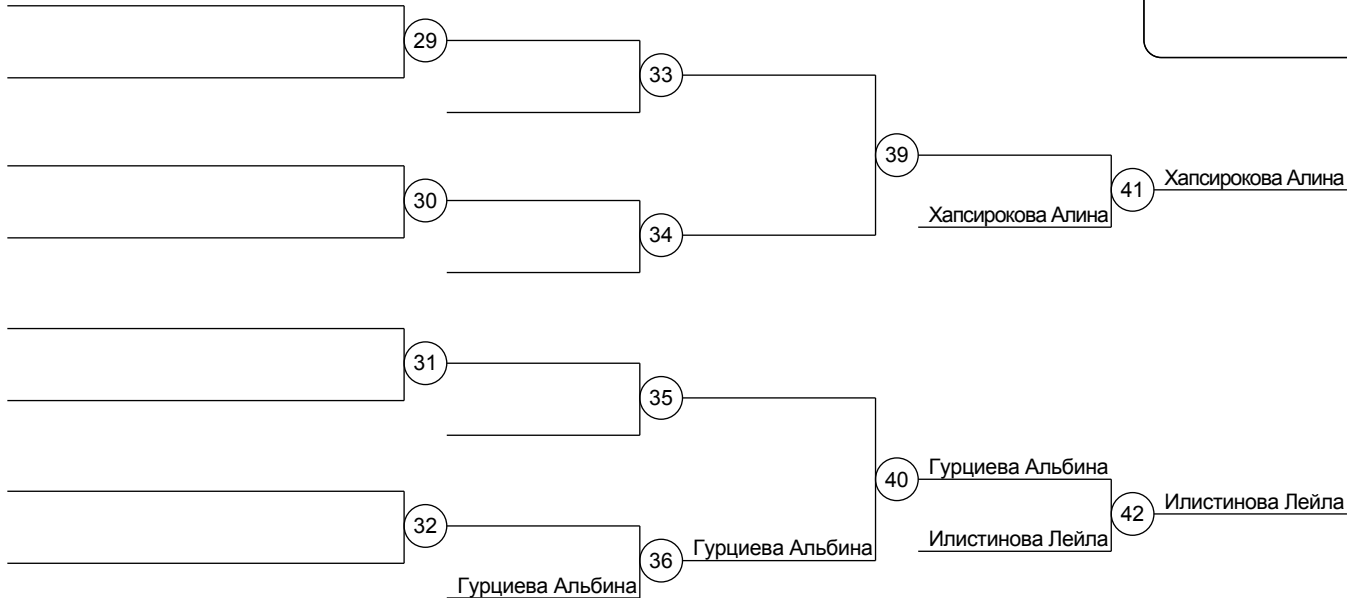 29
33
39
Хапсирокова Алина
41
30
Хапсирокова Алина
34
31
35
Гурциева Альбина
40
Илистинова Лейла
42
32
Илистинова Лейла
Гурциева Альбина
36
Гурциева Альбина